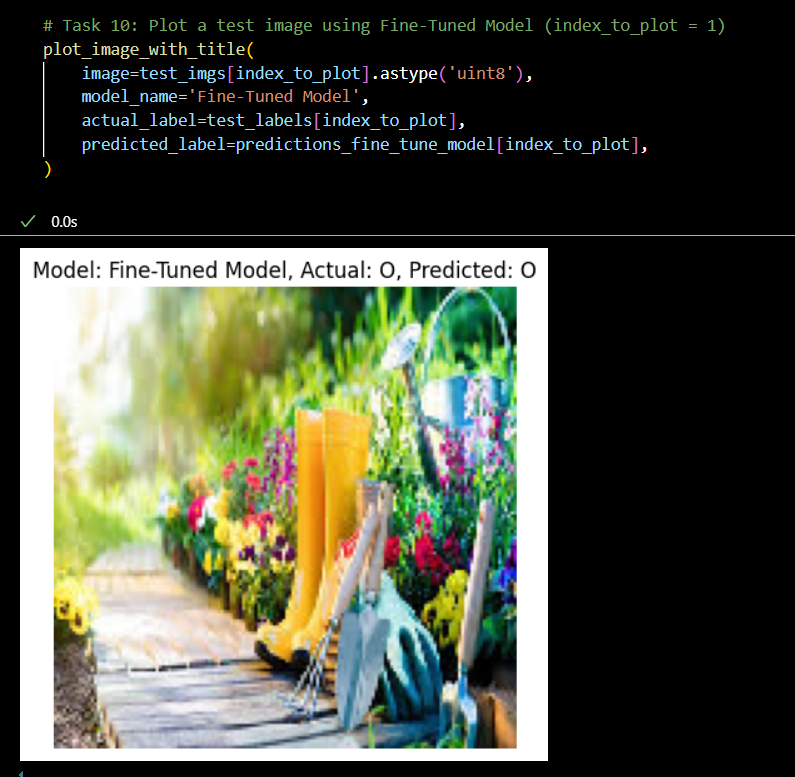 # Task 10: Plot a test image using Fine-Tuned Model (index_to_plot = 1)
plot_image_with_title(
    image=test_imgs[index_to_plot].astype('uint8'),
    model_name='Fine-Tuned Model',
    actual_label=test_labels[index_to_plot],
    predicted_label=predictions_fine_tune_model[index_to_plot],
)
0.0s
Model: Fine-Tuned Model, Actual: O, Predicted: O